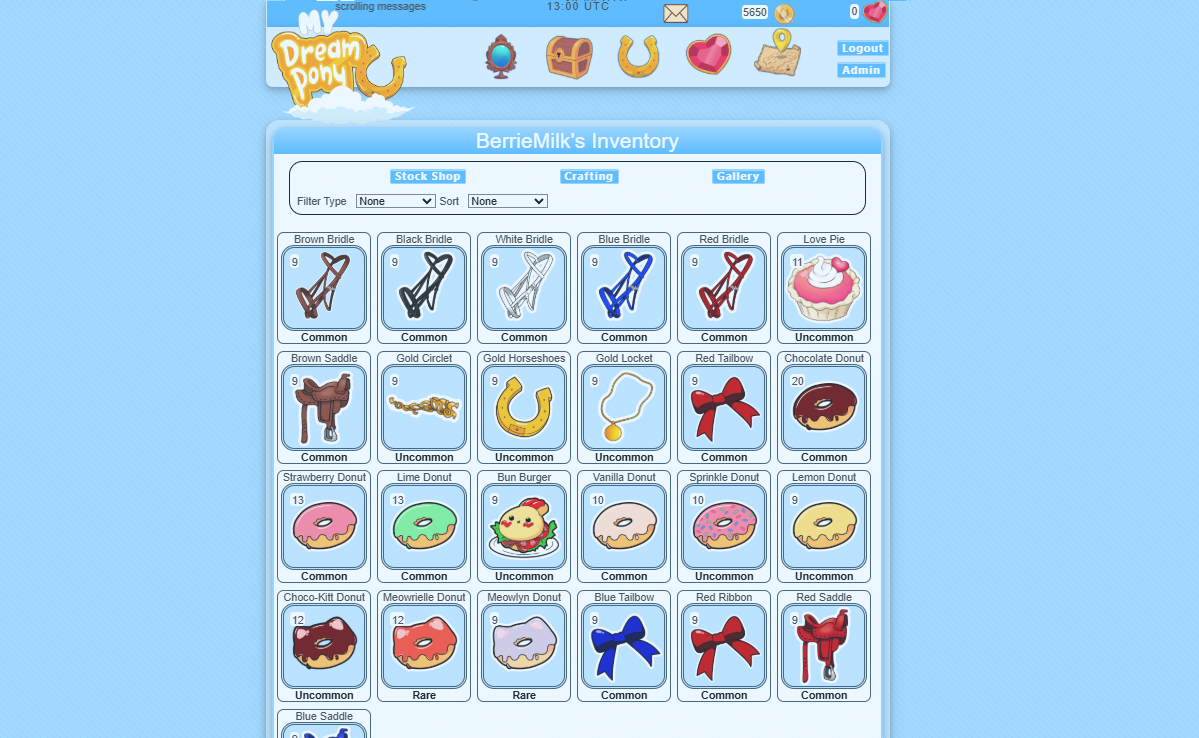 scrolling messages
13:00 UTC
5650
0
My
Dream
Pony
Logout
Admin
BerrieMilk's Inventory
Stock Shop Crafting Gallery
Filter Type None Sort None
Brown Bridle Black Bridle White Bridle Blue Bridle Red Bridle Love Pie
9 9 9 9 9 11
Common Common Common Common Common Uncommon
Brown Saddle Gold Circlet Gold Horseshoes Gold Locket Red Tailbow Chocolate Donut
9 9 9 9 9 20
Common Uncommon Uncommon Uncommon Common Common
Strawberry Donut Lime Donut Bun Burger Vanilla Donut Sprinkle Donut Lemon Donut
13 13 9 10 10 9
Common Common Uncommon Common Uncommon Uncommon
Choco-Kitt Donut Meowrielle Donut Meowlyn Donut Blue Tailbow Red Ribbon Red Saddle
12 12 9 9 9 9
Uncommon Rare Rare Common Common Common
Blue Saddle